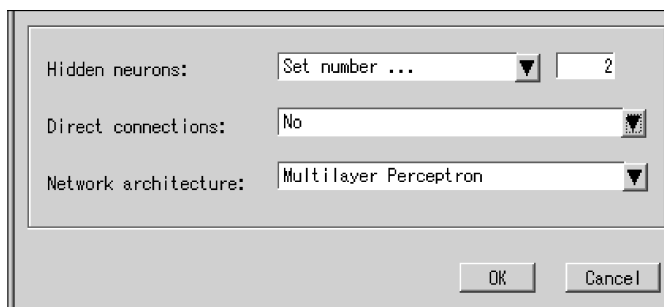 Hidden neurons: Set number ... 2
Direct connections: No
Network architecture: Multilayer Perceptron
OK Cancel